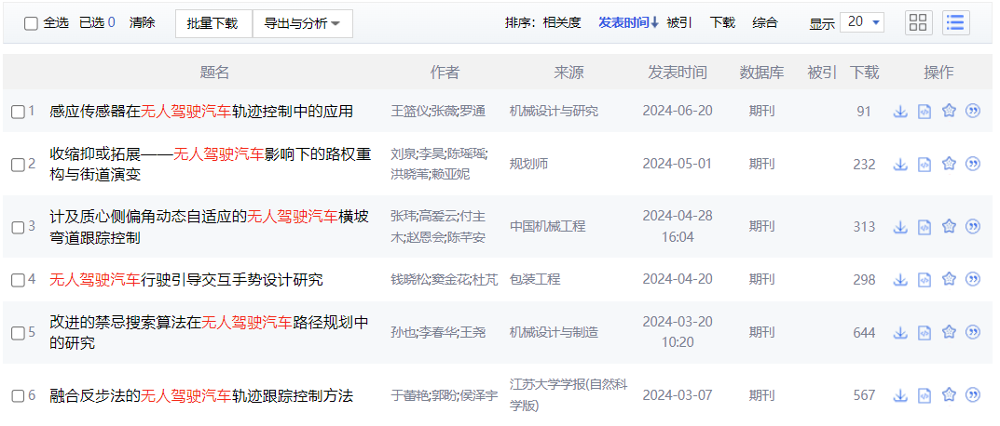 全选 已选 0 清除 批量下载 导出与分析 排序: 相关度 发表时间↓ 被引 下载 综合 显示 20
题名 作者 来源 发表时间 数据库 被引 下载 操作
1 感应传感器在无人驾驶汽车轨迹控制中的应用 王篮仪;张薇;罗通 机械设计与研究 2024-06-20 期刊 91
2 收缩抑或拓展——无人驾驶汽车影响下的路权重 刘泉;李昊;陈瑶瑶; 规划师 2024-05-01 期刊 232
构与街道演变 洪晓苇;赖亚妮
3 计及质心侧偏角动态自适应的无人驾驶汽车横坡 张玮;高爱云;付主 中国机械工程 2024-04-28 期刊 313
弯道跟踪控制 木;赵恩会;陈芊安 16:04
4 无人驾驶汽车行驶引导交互手势设计研究 钱晓松;窦金花;杜芃 包装工程 2024-04-20 期刊 298
5 改进的禁忌搜索算法在无人驾驶汽车路径规划中 孙也;李春华;王尧 机械设计与制造 2024-03-20 期刊 644
的研究 10:20
6 融合反步法的无人驾驶汽车轨迹跟踪控制方法 于蕾艳;郭盼;侯泽宇 江苏大学学报(自然科 2024-03-07 期刊 567
学版)